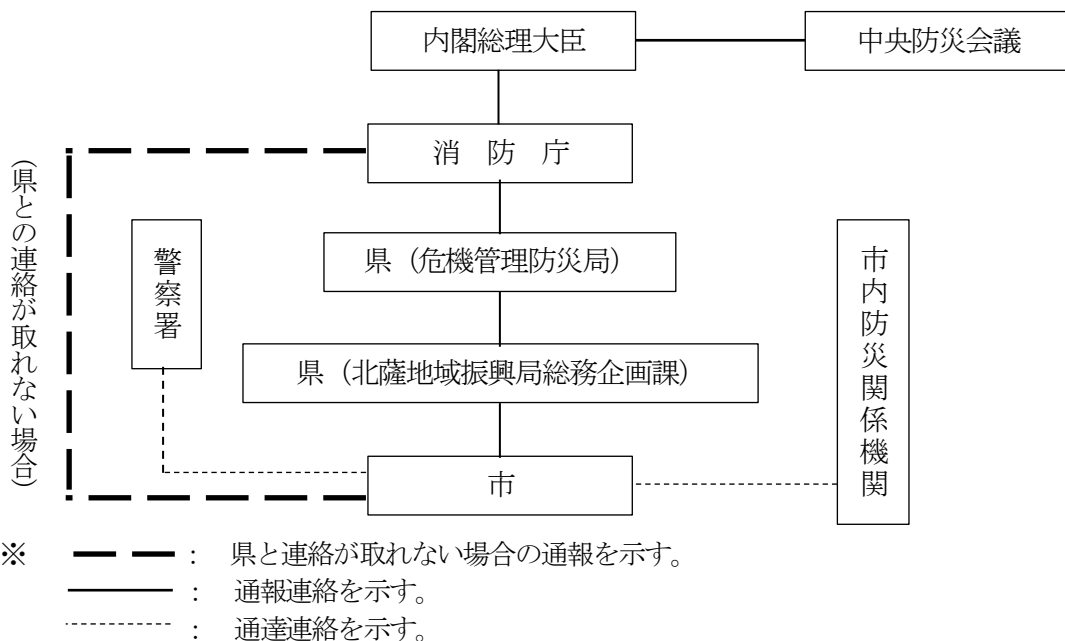 内閣総理大臣
中央防災会議
消 防 庁
(県との連絡が取れない場合)
警察署
県（危機管理防災局）
市内防災関係機関
県（北薩地域振興局総務企画課）
市
※ ： 県と連絡が取れない場合の通報を示す。
： 通報連絡を示す。
： 通達連絡を示す。